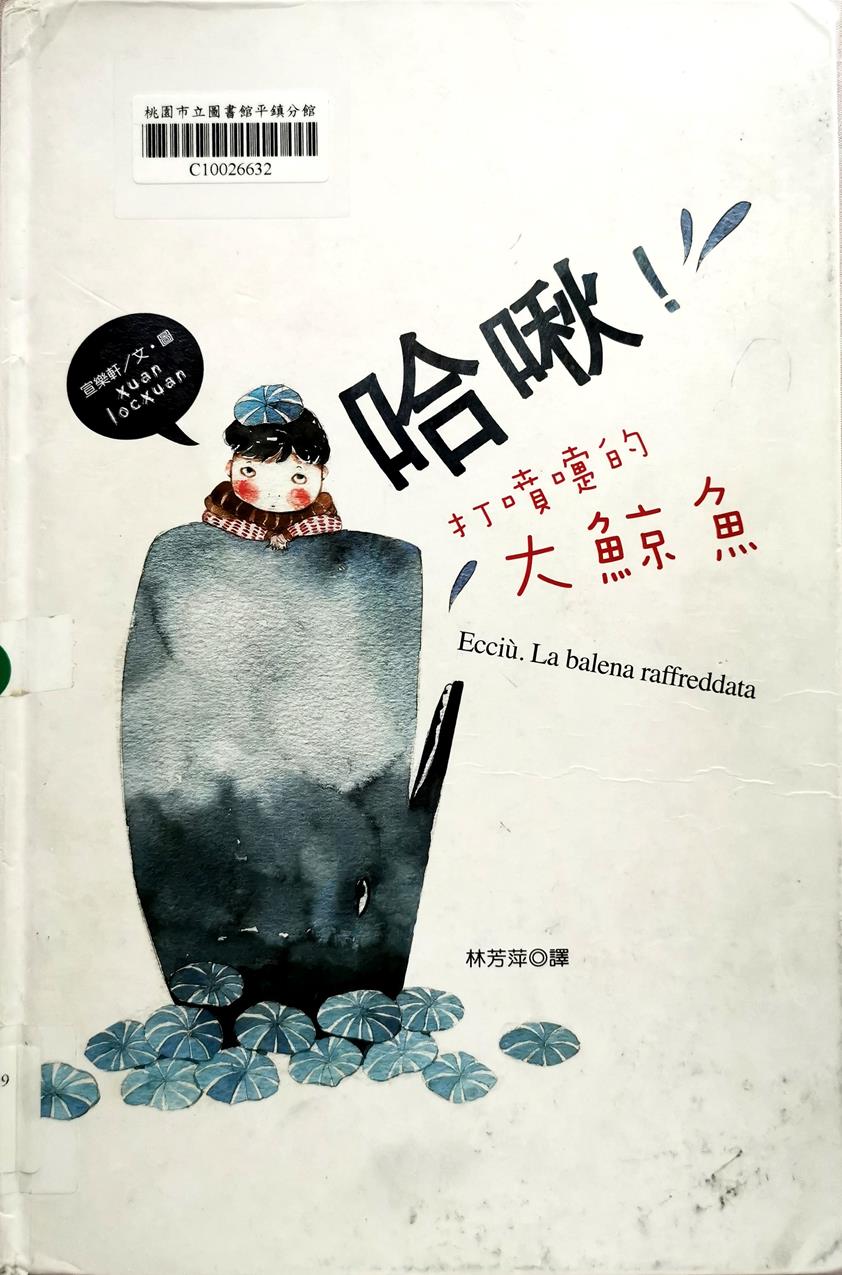 桃園市立圖書館平鎮分館
C10026632
哈啾!
宣樂軒/文・圖
xuan
locxuan
打噴嚏的
大鯨魚
Ecciù. La balena raffreddata
林芳萍◎譯
9